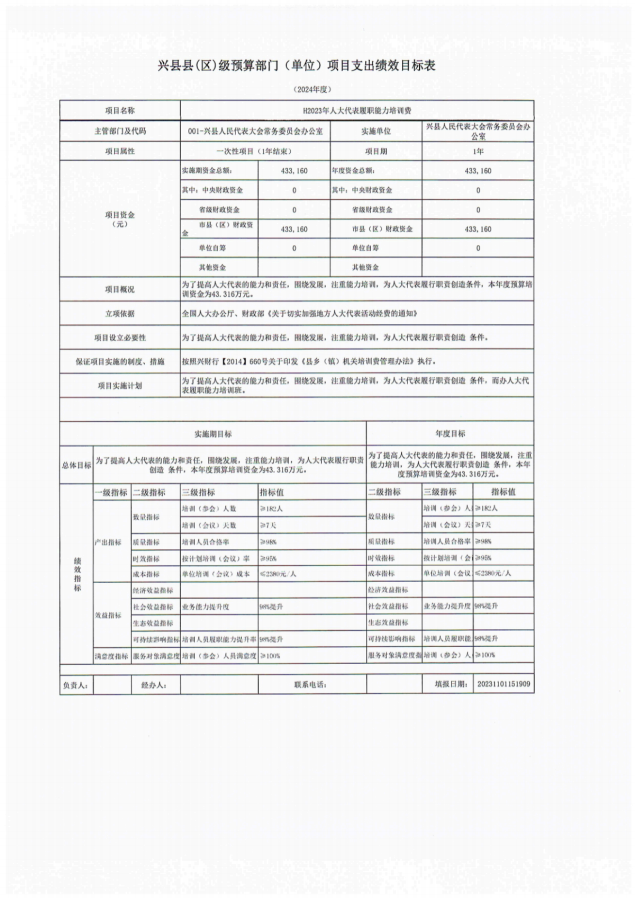 兴县县(区)级预算部门（单位）项目支出绩效目标表
（2024年度）
项目名称 H2023年人大代表履职能力培训费
主管部门及代码 001-兴县人民代表大会常务委员会办公室 实施单位 兴县人民代表大会常务委员会办
公室
项目属性 一次性项目（1年结束） 项目期 1年
项目资金
（元）
实施期资金总额： 433,160 年度资金总额： 433,160
其中：中央财政资金 0 其中：中央财政资金 0
省级财政资金 0 省级财政资金 0
市县（区）财政资
金 433,160 市县（区）财政资金 433,160
单位自筹 0 单位自筹 0
其他资金 其他资金
项目概况 为了提高人大代表的能力和责任，围绕发展，注重能力培训，为人大代表履行职责创造条件，本年度预算培
训资金为43.316万元。
立项依据 全国人大办公厅、财政部《关于切实加强地方人大代表活动经费的通知》
项目设立必要性 为了提高人大代表的能力和责任，围绕发展，注重能力培训，为人大代表履行职责创造 条件。
保证项目实施的制度、措施 按照兴财行【2014】660号关于印发《县乡（镇）机关培训费管理办法》执行。
项目实施计划 为了提高人大代表的能力和责任，围绕发展，注重能力培训，为人大代表履行职责创造 条件，而办人大代
表履职能力培训班。
实施期目标 年度目标
总体目标 为了提高人大代表的能力和责任，围绕发展，注重能力培训，为人大代表履行职责
创造 条件，本年度预算培训资金为43.316万元。
为了提高人大代表的能力和责任，围绕发展，注重
能力培训，为人大代表履行职责创造 条件，本年
度预算培训资金为43.316万元。
绩效指标
一级指标 二级指标 三级指标 指标值 二级指标 三级指标 指标值
产出指标 数量指标 培训（参会）人数 ≥182人 数量指标 培训（参会）人 ≥182人
培训（会议）天数 ≥7天 培训（会议）天 ≥7天
质量指标 培训人员合格率 ≥98% 质量指标 培训人员合格率 ≥98%
时效指标 按计划培训（会议）率 ≥95% 时效指标 按计划培训（会 ≥95%
成本指标 单位培训（会议）成本 ≤2380元/人 成本指标 单位培训（会议 ≤2380元/人
效益指标 经济效益指标 经济效益指标
社会效益指标 业务能力提升度 98%提升 社会效益指标 业务能力提升度 98%提升
生态效益指标 生态效益指标
可持续影响指标 培训人员履职能力提升率 98%提升 可持续影响指标 培训人员履职能 98%提升
满意度指标 服务对象满意度 培训（参会）人员满意度 ≥100% 服务对象满意度指 培训（参会）人 ≥100%
负责人： 经办人： 联系电话： 填报日期： 20231101151909